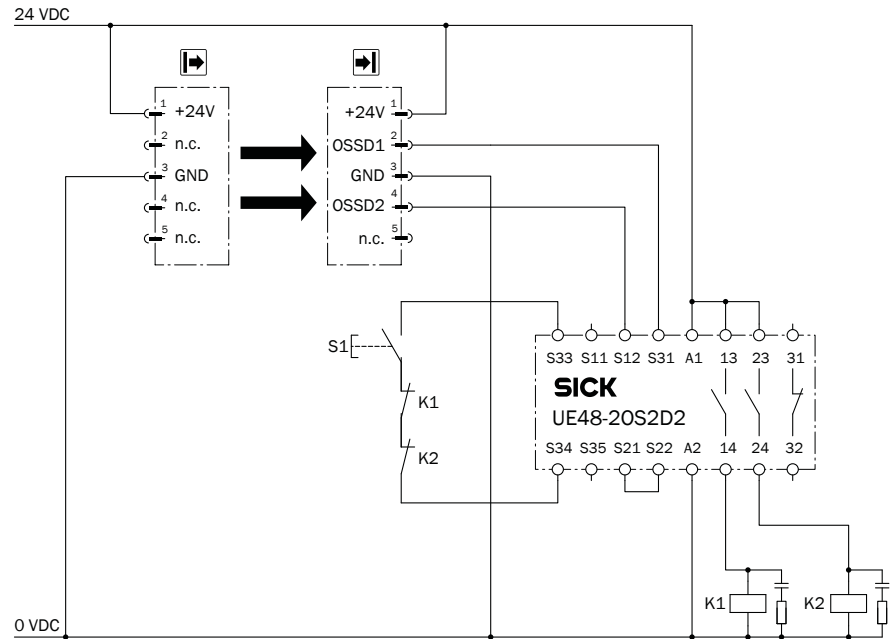 24 VDC
1 +24V
2 n.c.
3 GND
4 n.c.
5 n.c.
+24V 1
OSSD1 2
GND 3
OSSD2 4
n.c. 5
S1
K1
K2
S33 S11 S12 S31 A1 13 23 31
SICK
UE48-20S2D2
S34 S35 S21 S22 A2 14 24 32
K1
K2
0 VDC